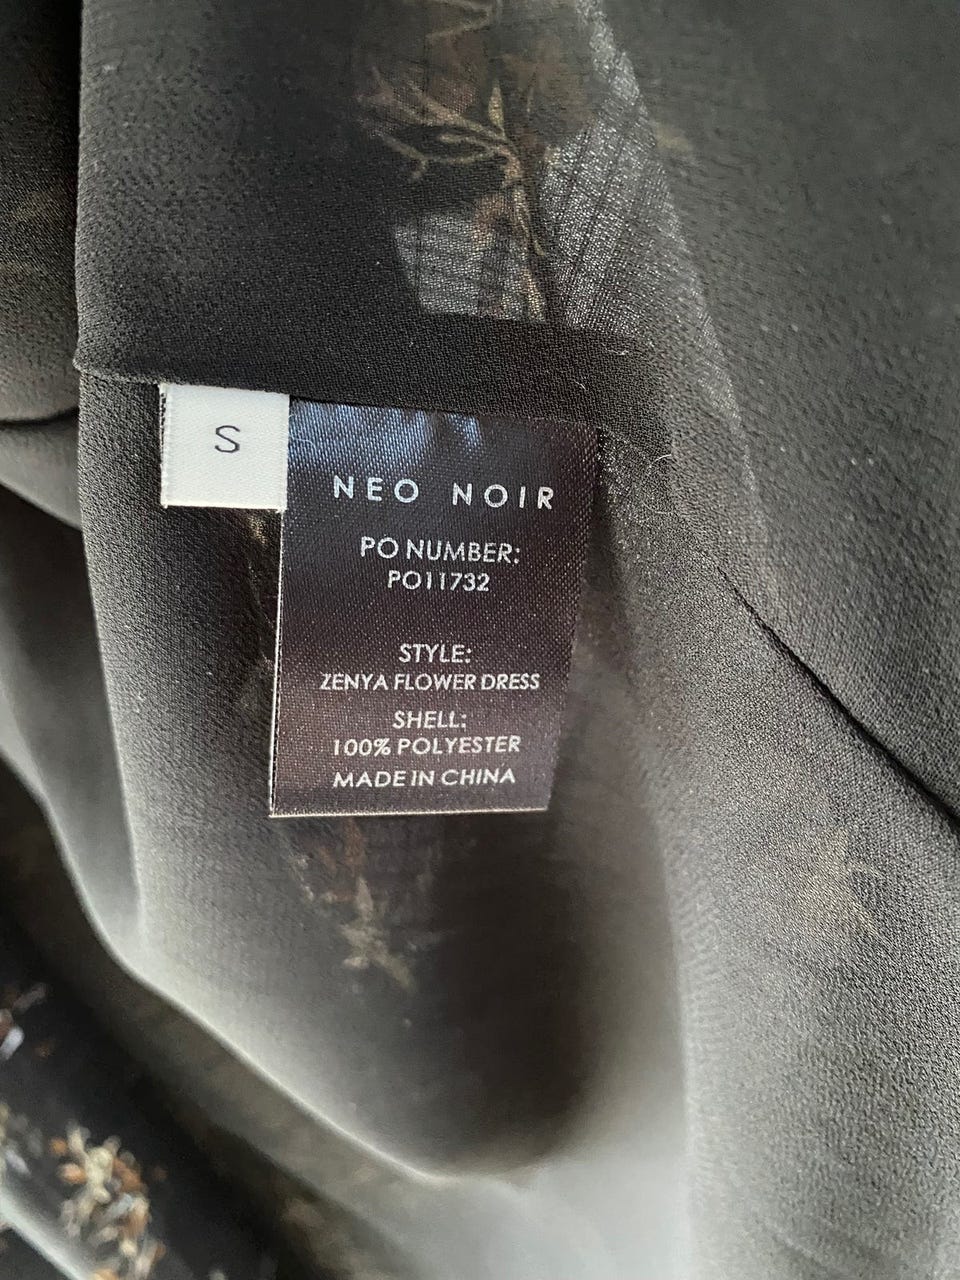 S
NEO NOIR
PO NUMBER:
PO11732
STYLE:
ZENYA FLOWER DRESS
SHELL:
100% POLYESTER
MADE IN CHINA